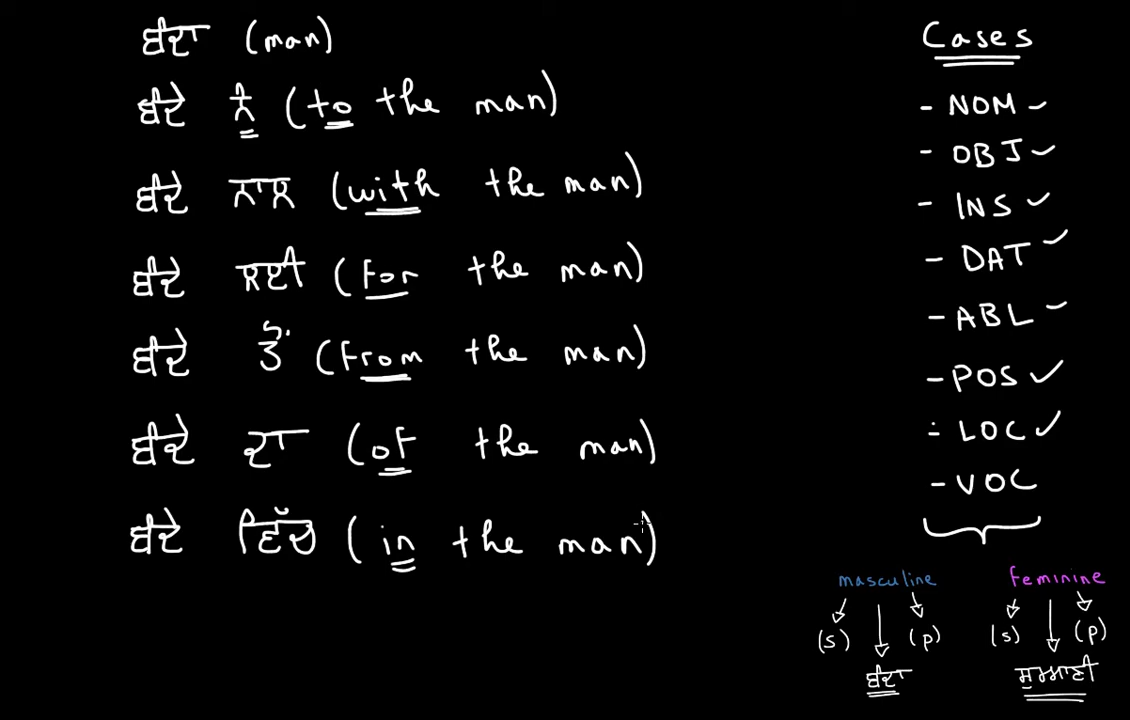 ਬੰਦਾ (man)
ਬੰਦੇ ਨੂੰ (to the man)
ਬੰਦੇ ਨਾਲ (with the man)
ਬੰਦੇ ਲਈ (for the man)
ਬੰਦੇ ਤੋਂ (from the man)
ਬੰਦੇ ਦਾ (of the man)
ਬੰਦੇ ਵਿੱਚ (in the man)
Cases
- NOM
- OBJ
- INS
- DAT
- ABL
- POS
- LOC
- VOC
masculine feminine
(s) (p) (s) (p)
ਬੰਦਾ